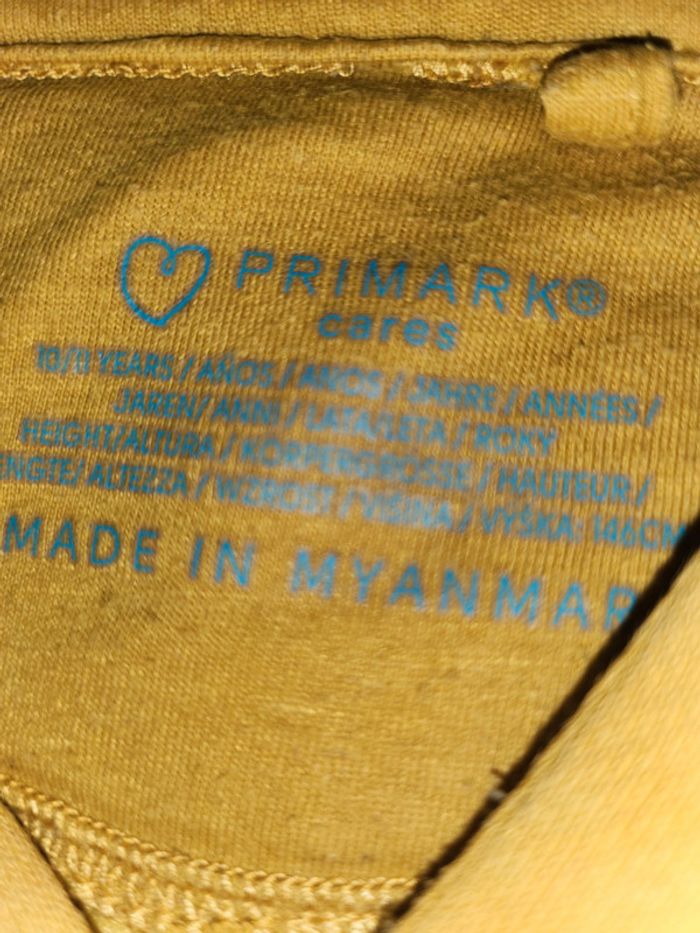 PRIMARK®
cares
10/11 YEARS / AÑOS / ANOS / JAHRE / ANNÉES /
JAREN/ ANNI / LATA/LETA / ROKY
HEIGHT/ALTURA / KÖRPERGRÖSSE / HAUTEUR /
ENGTE/ ALTEZZA / WZROST / VIŠINA / VÝŠKA: 146CM
MADE IN MYANMAR